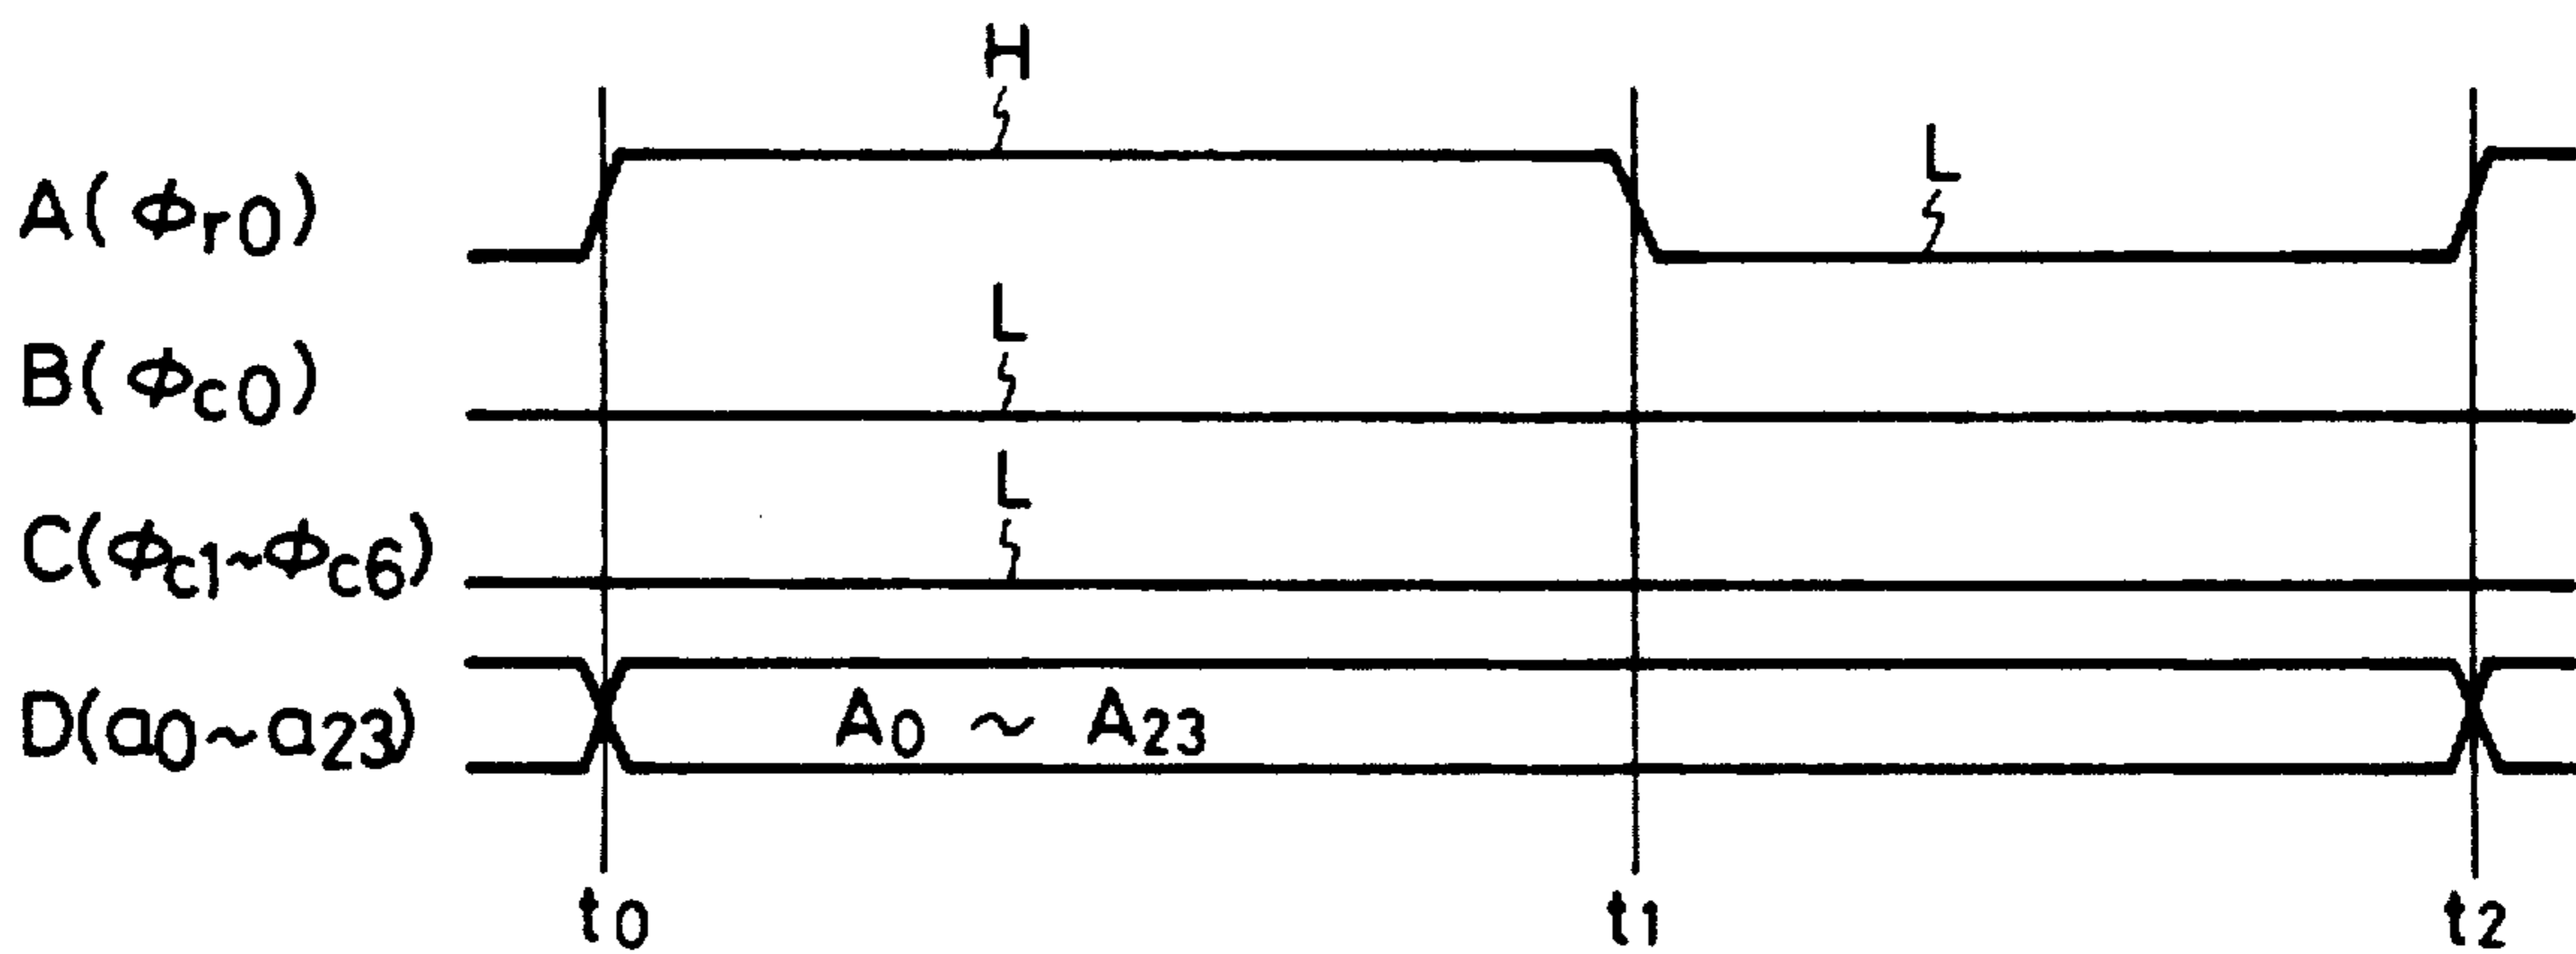 H
L
A(ϕr0)
L
B(ϕc0)
L
C(ϕc1~ϕc6)
D(a0~a23) A0 ~ A23
t0 t1 t2